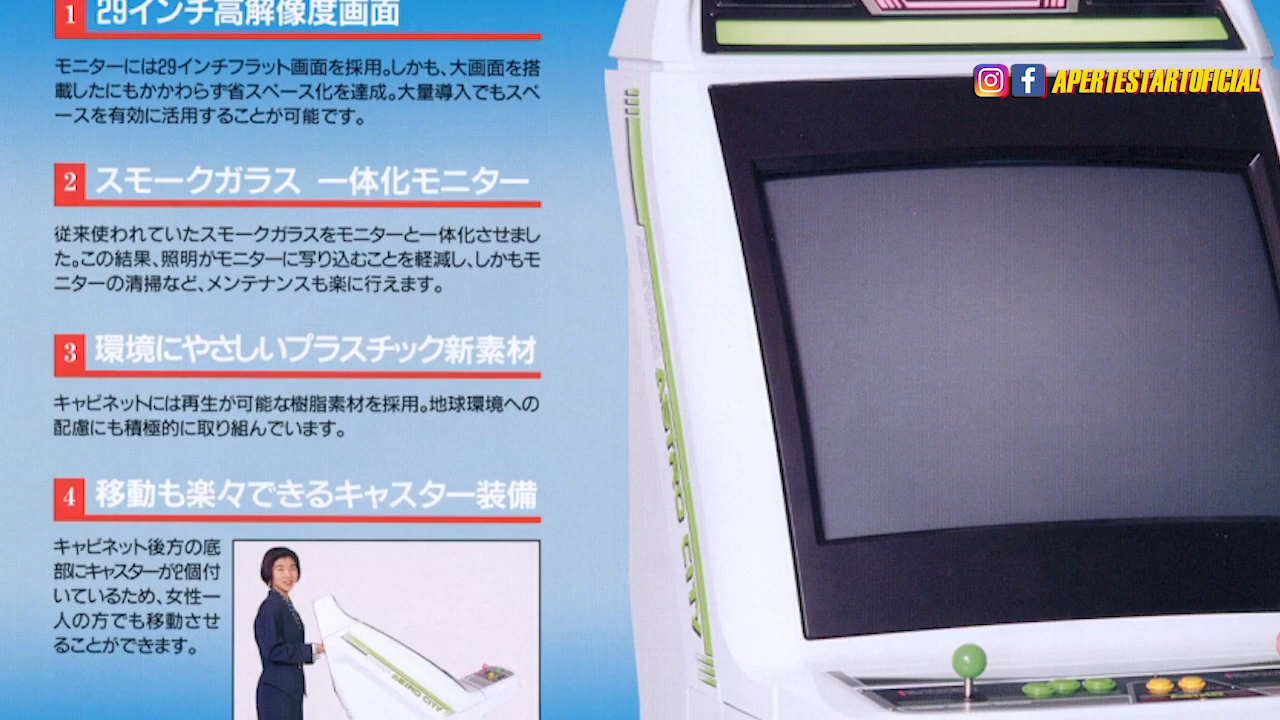 1 29インチ高解像度画面
モニターには29インチフラット画面を採用。しかも、大画面を搭
載したにもかかわらず省スペース化を達成。大量導入でもスペ
ースを有効に活用することが可能です。
2 スモークガラス 一体化モニター
従来使われていたスモークガラスをモニターと一体化させまし
た。この結果、照明がモニターに写り込むことを軽減し、しかもモ
ニターの清掃など、メンテナンスも楽に行えます。
3 環境にやさしいプラスチック新素材
キャビネットには再生が可能な樹脂素材を採用。地球環境への
配慮にも積極的に取り組んでいます。
4 移動も楽々できるキャスター装備
キャビネット後方の底
部にキャスターが2個付
いているため、女性一
人の方でも移動させ
ることができます。
ASTRO CITY
APERTESTARTOFICIAL
ASTRO CITY